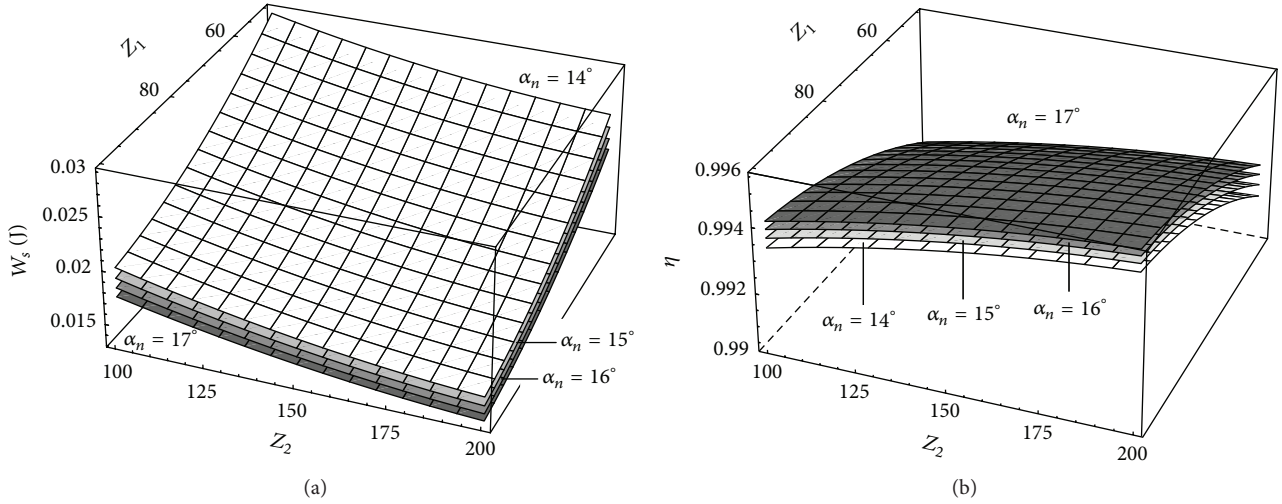 Z₁
60
80
αₙ = 14°
0.03
0.025
0.02
0.015
Wₛ (J)
αₙ = 17°
αₙ = 15°
αₙ = 16°
100
125
150
175
200
Z₂
(a)
Z₁
60
80
αₙ = 17°
0.996
0.994
0.992
0.99
η
αₙ = 14°
αₙ = 15°
αₙ = 16°
100
125
150
175
200
Z₂
(b)